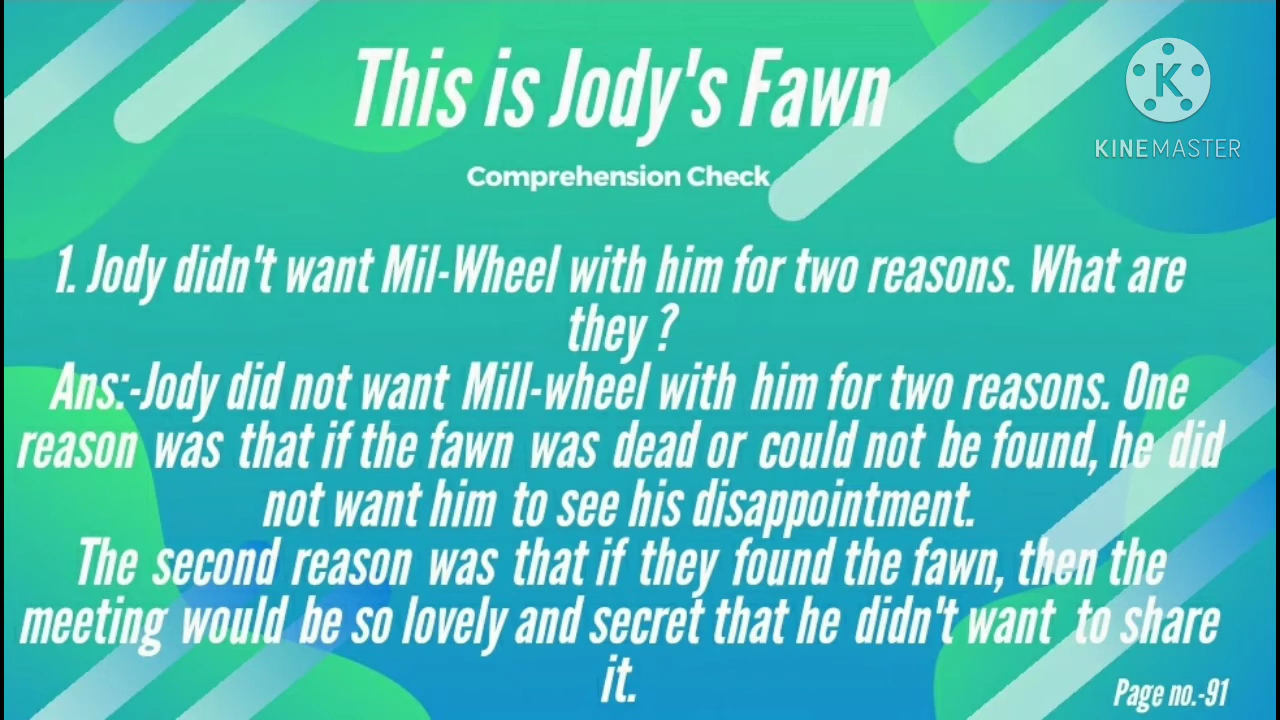 This is Jody's Fawn
K
KINEMASTER
Comprehension Check
1. Jody didn't want Mil-Wheel with him for two reasons. What are
they ?
Ans:-Jody did not want Mill-wheel with him for two reasons. One
reason was that if the fawn was dead or could not be found, he did
not want him to see his disappointment.
The second reason was that if they found the fawn, then the
meeting would be so lovely and secret that he didn't want to share
it.
Page no.-91